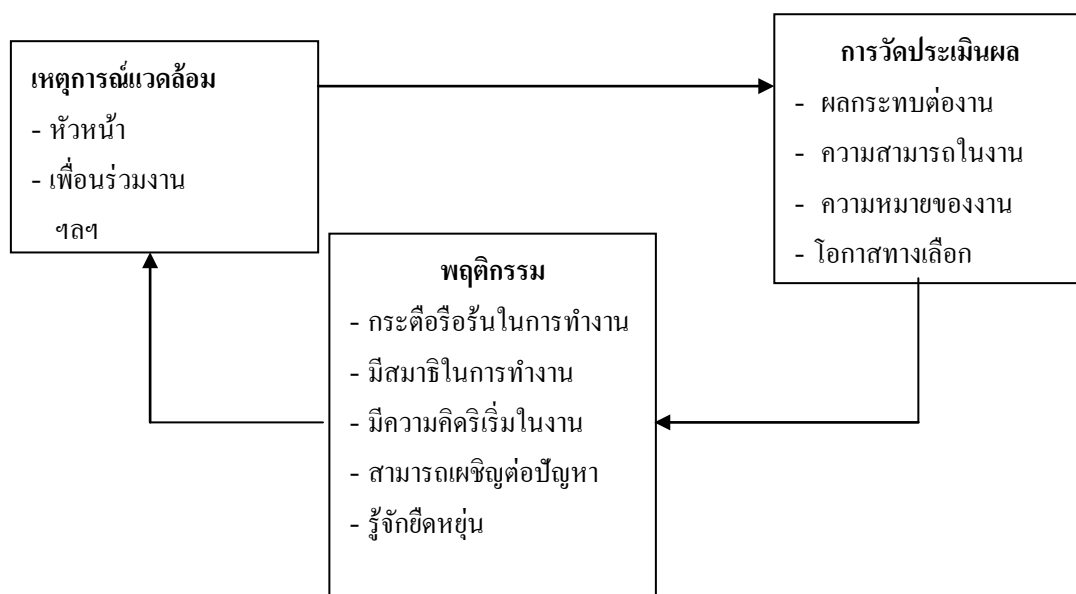 เหตุการณ์แวดล้อม
- หัวหน้า
- เพื่อนร่วมงาน
ฯลฯ
การวัดประเมินผล
- ผลกระทบต่องาน
- ความสามารถในงาน
- ความหมายของงาน
- โอกาสทางเลือก
พฤติกรรม
- กระตือรือร้นในการทำงาน
- มีสมาธิในการทำงาน
- มีความคิดริเริ่มในงาน
- สามารถเผชิญต่อปัญหา
- รู้จักยืดหยุ่น